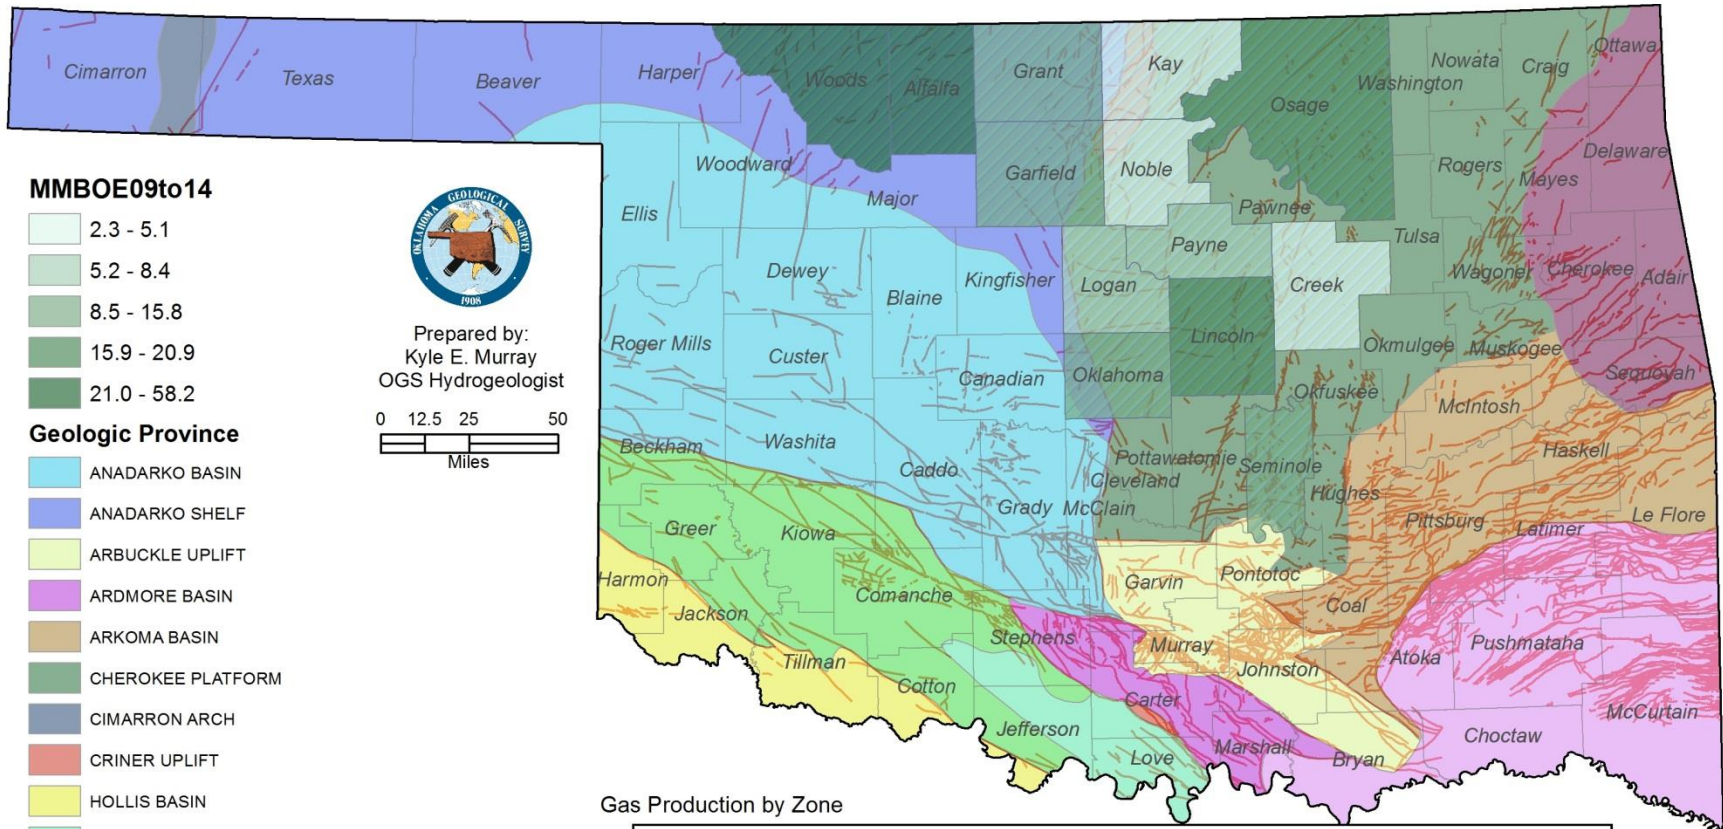 Cimarron
Texas
Beaver
Harper
Woods
Alfalfa
Grant
Kay
Osage
Washington
Nowata
Craig
Ottawa
Woodward
Major
Garfield
Noble
Pawnee
Rogers
Mayes
Delaware
Ellis
Dewey
Blaine
Kingfisher
Logan
Payne
Creek
Tulsa
Wagoner
Cherokee
Adair
Roger Mills
Custer
Canadian
Oklahoma
Lincoln
Okfuskee
Okmulgee
Muskogee
Sequoyah
McIntosh
Beckham
Washita
Caddo
Grady
McClain
Cleveland
Pottawatomie
Seminole
Hughes
Pittsburg
Haskell
Latimer
Le Flore
Greer
Kiowa
Harmon
Jackson
Comanche
Garvin
Pontotoc
Coal
Tillman
Cotton
Stephens
Murray
Johnston
Atoka
Pushmataha
Jefferson
Carter
Love
Marshall
Bryan
Choctaw
McCurtain
MMBOE09to14
2.3 - 5.1
5.2 - 8.4
8.5 - 15.8
15.9 - 20.9
21.0 - 58.2
Geologic Province
ANADARKO BASIN
ANADARKO SHELF
ARBUCKLE UPLIFT
ARDMORE BASIN
ARKOMA BASIN
CHEROKEE PLATFORM
CIMARRON ARCH
CRINER UPLIFT
HOLLIS BASIN
OKLAHOMA GEOLOGICAL SURVEY
1908
Prepared by:
Kyle E. Murray
OGS Hydrogeologist
0 12.5 25 50
Miles
Gas Production by Zone